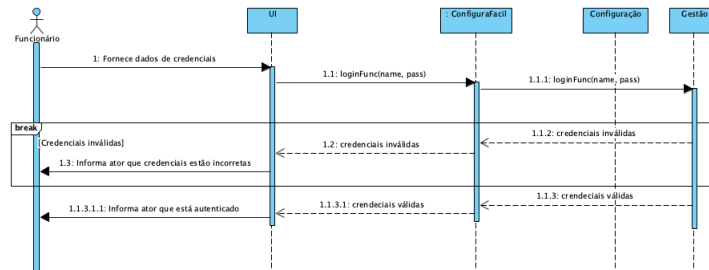 UI
: ConfiguraFacil
Configuração
Gestão
Funcionário
1: Fornece dados de credenciais
1.1: loginFunc(name, pass)
1.1.1: loginFunc(name, pass)
break
[Credenciais inválidas]
1.1.2: credenciais inválidas
1.2: credenciais inválidas
1.3: Informa ator que credenciais estão incorretas
1.1.3: crendeciais válidas
1.1.3.1: crendeciais válidas
1.1.3.1.1: Informa ator que está autenticado